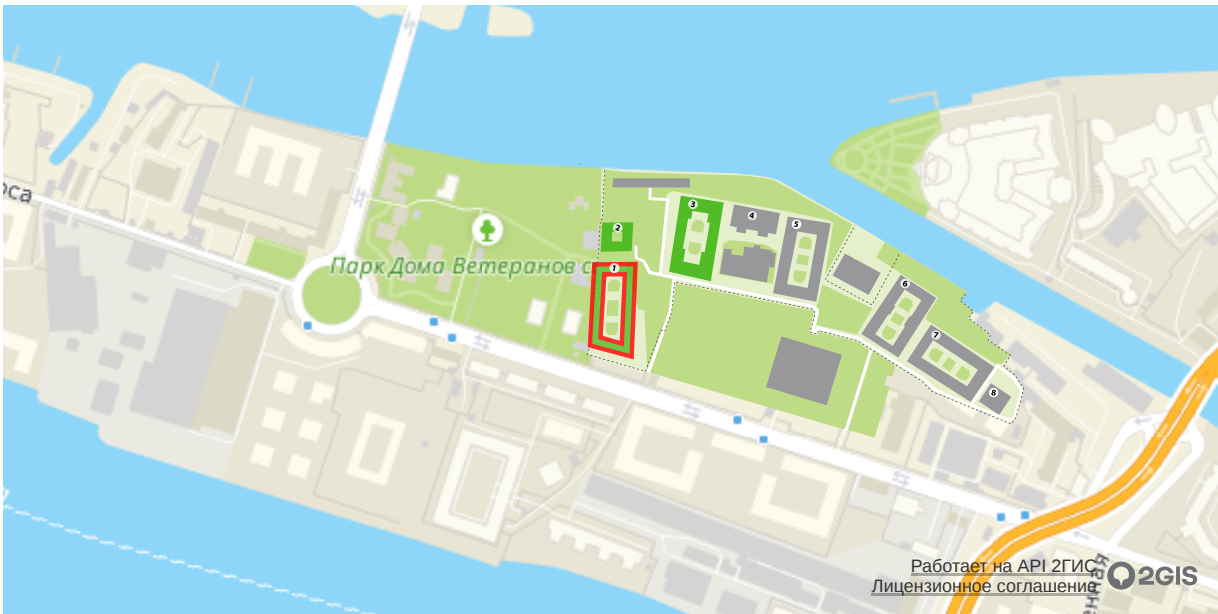 оса
3
4
5
2
Парк Дома Ветеранов с
1
6
7
8
Работает на API 2ГИС
Лицензионное соглашение
2GIS
нная